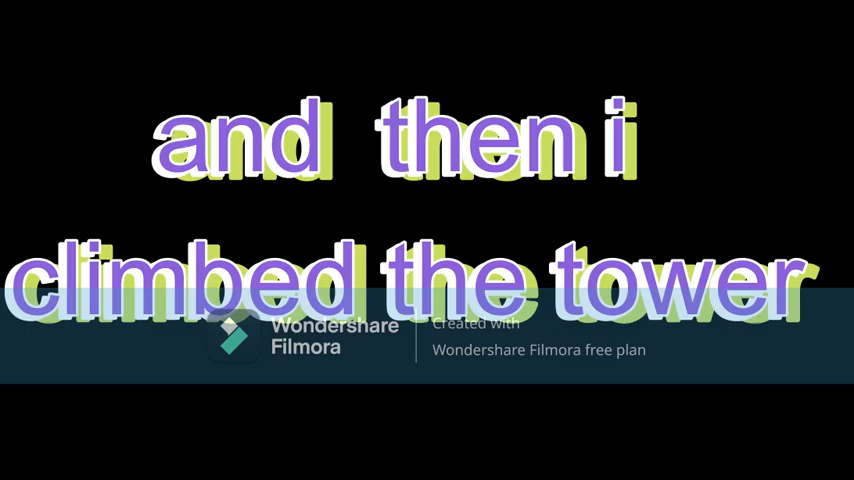 and  then i
climbed the tower
Wondershare
Filmora
Created with
Wondershare Filmora free plan